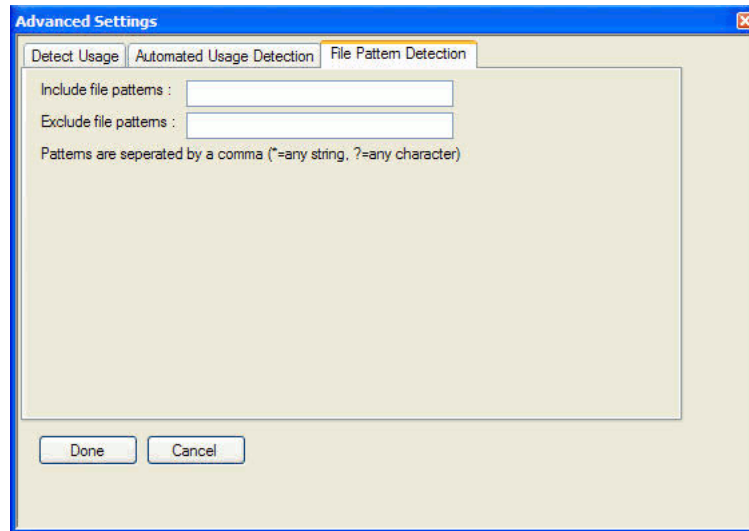 Advanced Settings
Detect Usage Automated Usage Detection File Pattern Detection
Include file patterns :
Exclude file patterns :
Patterns are seperated by a comma (*=any string, ?=any character)
Done Cancel